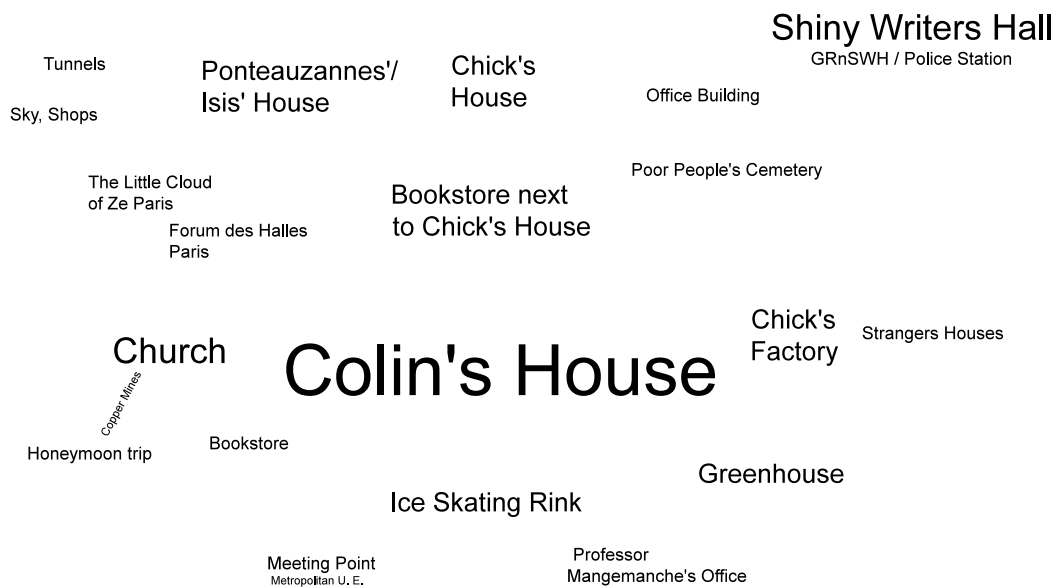 Shiny Writers Hall
GRnSWH / Police Station
Tunnels
Ponteauzannes'/
Isis' House
Chick's
House
Office Building
Sky, Shops
Poor People's Cemetery
The Little Cloud
of Ze Paris
Bookstore next
to Chick's House
Forum des Halles
Paris
Chick's
Factory
Strangers Houses
Church
Colin's House
Copper Mines
Honeymoon trip
Bookstore
Greenhouse
Ice Skating Rink
Meeting Point
Metropolitan U. E.
Professor
Mangemanche's Office